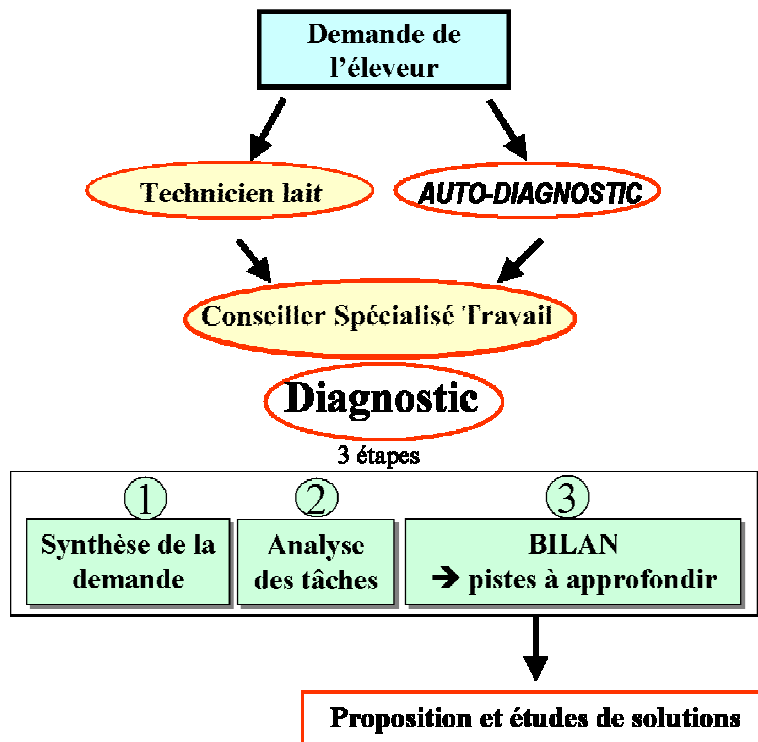 Demande de
l'éleveur
Technicien lait
AUTO-DIAGNOSTIC
Conseiller Spécialisé Travail
Diagnostic
3 étapes
1
2
3
Synthèse de la
demande
Analyse
des tâches
BILAN
➔ pistes à approfondir
Proposition et études de solutions